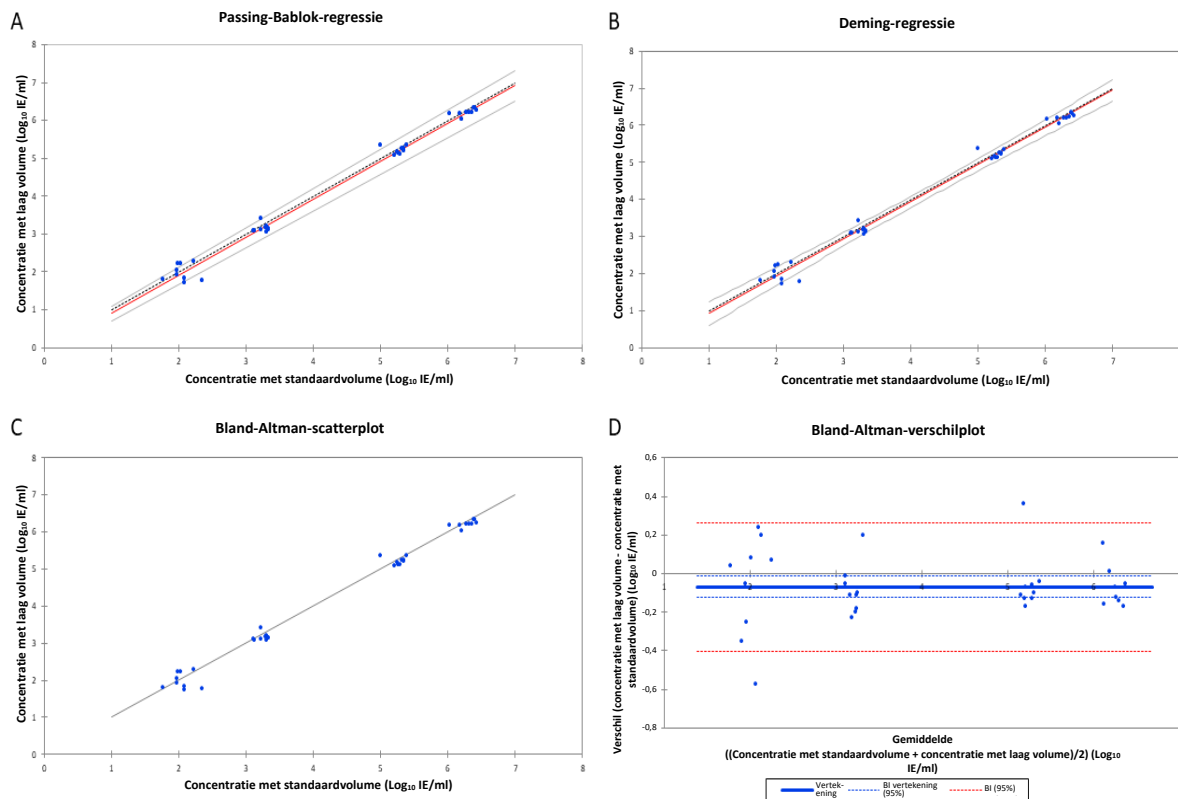 A
Passing-Bablok-regressie
Concentratie met laag volume (Log₁₀ IE/ml)
8
7
6
5
4
3
2
1
0
0 1 2 3 4 5 6 7 8
Concentratie met standaardvolume (Log₁₀ IE/ml)
B
Deming-regressie
Concentratie met laag volume (Log₁₀ IE/ml)
8
7
6
5
4
3
2
1
0
0 1 2 3 4 5 6 7 8
Concentratie met standaardvolume (Log₁₀ IE/ml)
C
Bland-Altman-scatterplot
Concentratie met laag volume (Log₁₀ IE/ml)
8
7
6
5
4
3
2
1
0
0 1 2 3 4 5 6 7 8
Concentratie met standaardvolume (Log₁₀ IE/ml)
D
Bland-Altman-verschilplot
Verschil (concentratie met laag volume - concentratie met
standaardvolume) (Log₁₀ IE/ml)
0,6
0,4
0,2
0
-0,2
-0,4
-0,6
-0,8
1 2 3 4 5 6
Gemiddelde
((Concentratie met standaardvolume + concentratie met laag volume)/2) (Log₁₀
IE/ml)
Vertek-
ening
BI vertekening
(95%)
BI (95%)